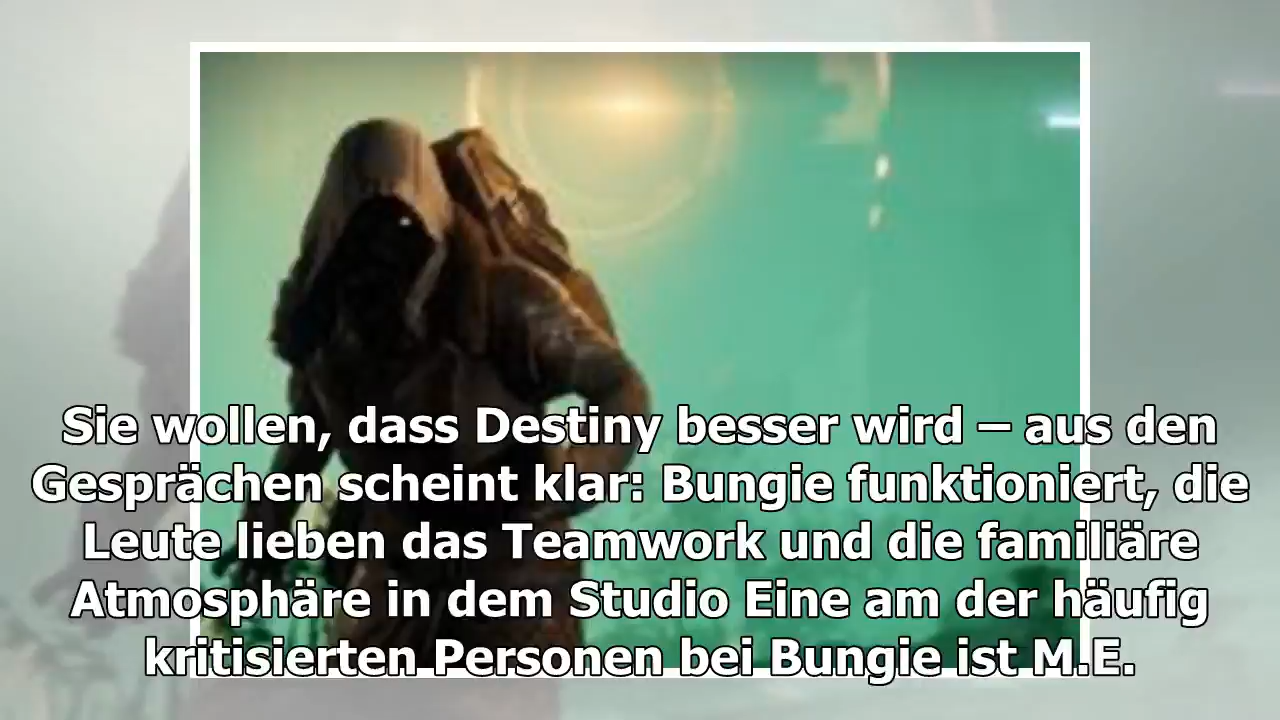 Sie wollen, dass Destiny besser wird – aus den
Gesprächen scheint klar: Bungie funktioniert, die
Leute lieben das Teamwork und die familiäre
Atmosphäre in dem Studio Eine am der häufig
kritisierten Personen bei Bungie ist M.E.